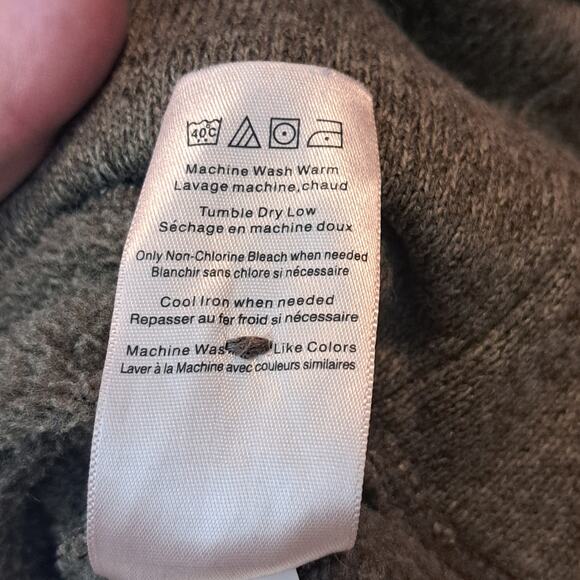 40°C
Machine Wash Warm
Lavage machine,chaud
Tumble Dry Low
Séchage en machine doux
Only Non-Chlorine Bleach when needed
Blanchir sans chlore si nécessaire
Cool Iron when needed
Repasser au fer froid si nécessaire
Machine Like Colors
Laver à la Machine avec couleurs similaires